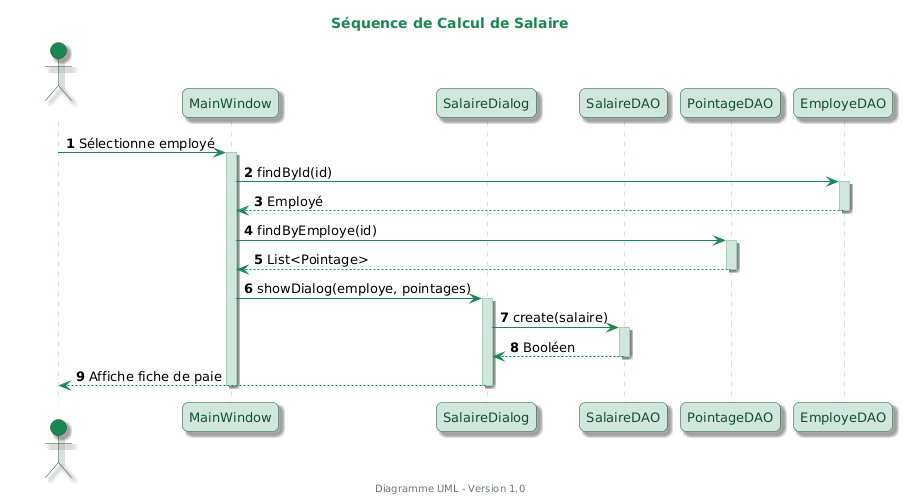 Séquence de Calcul de Salaire
MainWindow
SalaireDialog
SalaireDAO
PointageDAO
EmployeDAO
1 Sélectionne employé
2 findById(id)
3 Employé
4 findByEmploye(id)
5 List<Pointage>
6 showDialog(employe, pointages)
7 create(salaire)
8 Booléen
9 Affiche fiche de paie
MainWindow
SalaireDialog
SalaireDAO
PointageDAO
EmployeDAO
Diagramme UML - Version 1.0